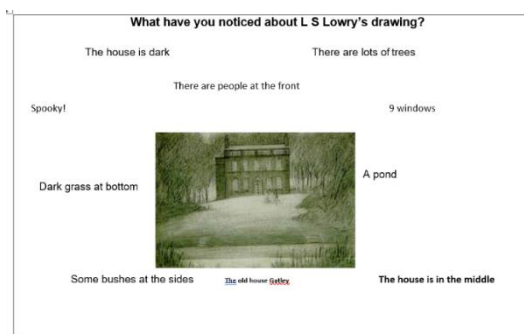 What have you noticed about L S Lowry's drawing?
The house is dark
There are lots of trees
There are people at the front
Spooky!
9 windows
Dark grass at bottom
A pond
Some bushes at the sides
The old house Gatley
The house is in the middle